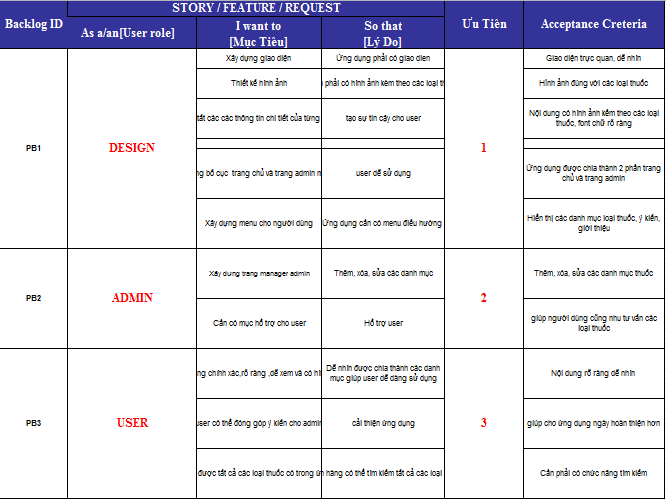 STORY / FEATURE / REQUEST
Backlog ID
As a/an[User role]
I want to
[Mục Tiêu]
So that
[Lý Do]
Ưu Tiên
Acceptance Creteria
PB1
DESIGN
Xây dựng giao diện
Ứng dụng phải có giao diện
1
Giao diện trực quan, dễ nhìn
Thiết kế hình ảnh
phải có hình ảnh kèm theo các loại
Hình ảnh đúng với các loại
thuốc
tất các các thông tin chi tiết của từng
tạo sự tin cậy cho user
Nội dung có hình ảnh kèm theo các loại
thuốc, font chữ rõ ràng
bố cục trang chủ và trang admin
user dễ sử dụng
Ứng dụng được chia thành 2 phần trang
chủ và trang admin
Xây dựng menu cho người dùng
Ứng dụng cần có menu điều hướng
Hiển thị các danh mục loại thuốc, ý kiến,
giới thiệu
PB2
ADMIN
Xây dựng trang manager admin
Thêm, xóa, sửa các danh mục
2
Thêm, xóa, sửa các danh mục thuốc
Cần có mục hỗ trợ cho user
Hỗ trợ user
giúp người dùng cũng như tư vấn các
loại thuốc
PB3
USER
chính xác,rõ ràng ,dễ xem và có
Dễ nhìn được chia thành các danh
mục giúp user dễ dàng sử dụng
3
Nội dung rõ ràng dễ nhìn
user có thể đóng góp ý kiến cho admin
cải thiện ứng dụng
giúp cho ứng dụng ngày hoàn thiện hơn
được tất cả các loại thuốc có trong
hàng có thể tìm kiếm tất cả các loại
Cần phải có chức năng tìm kiếm